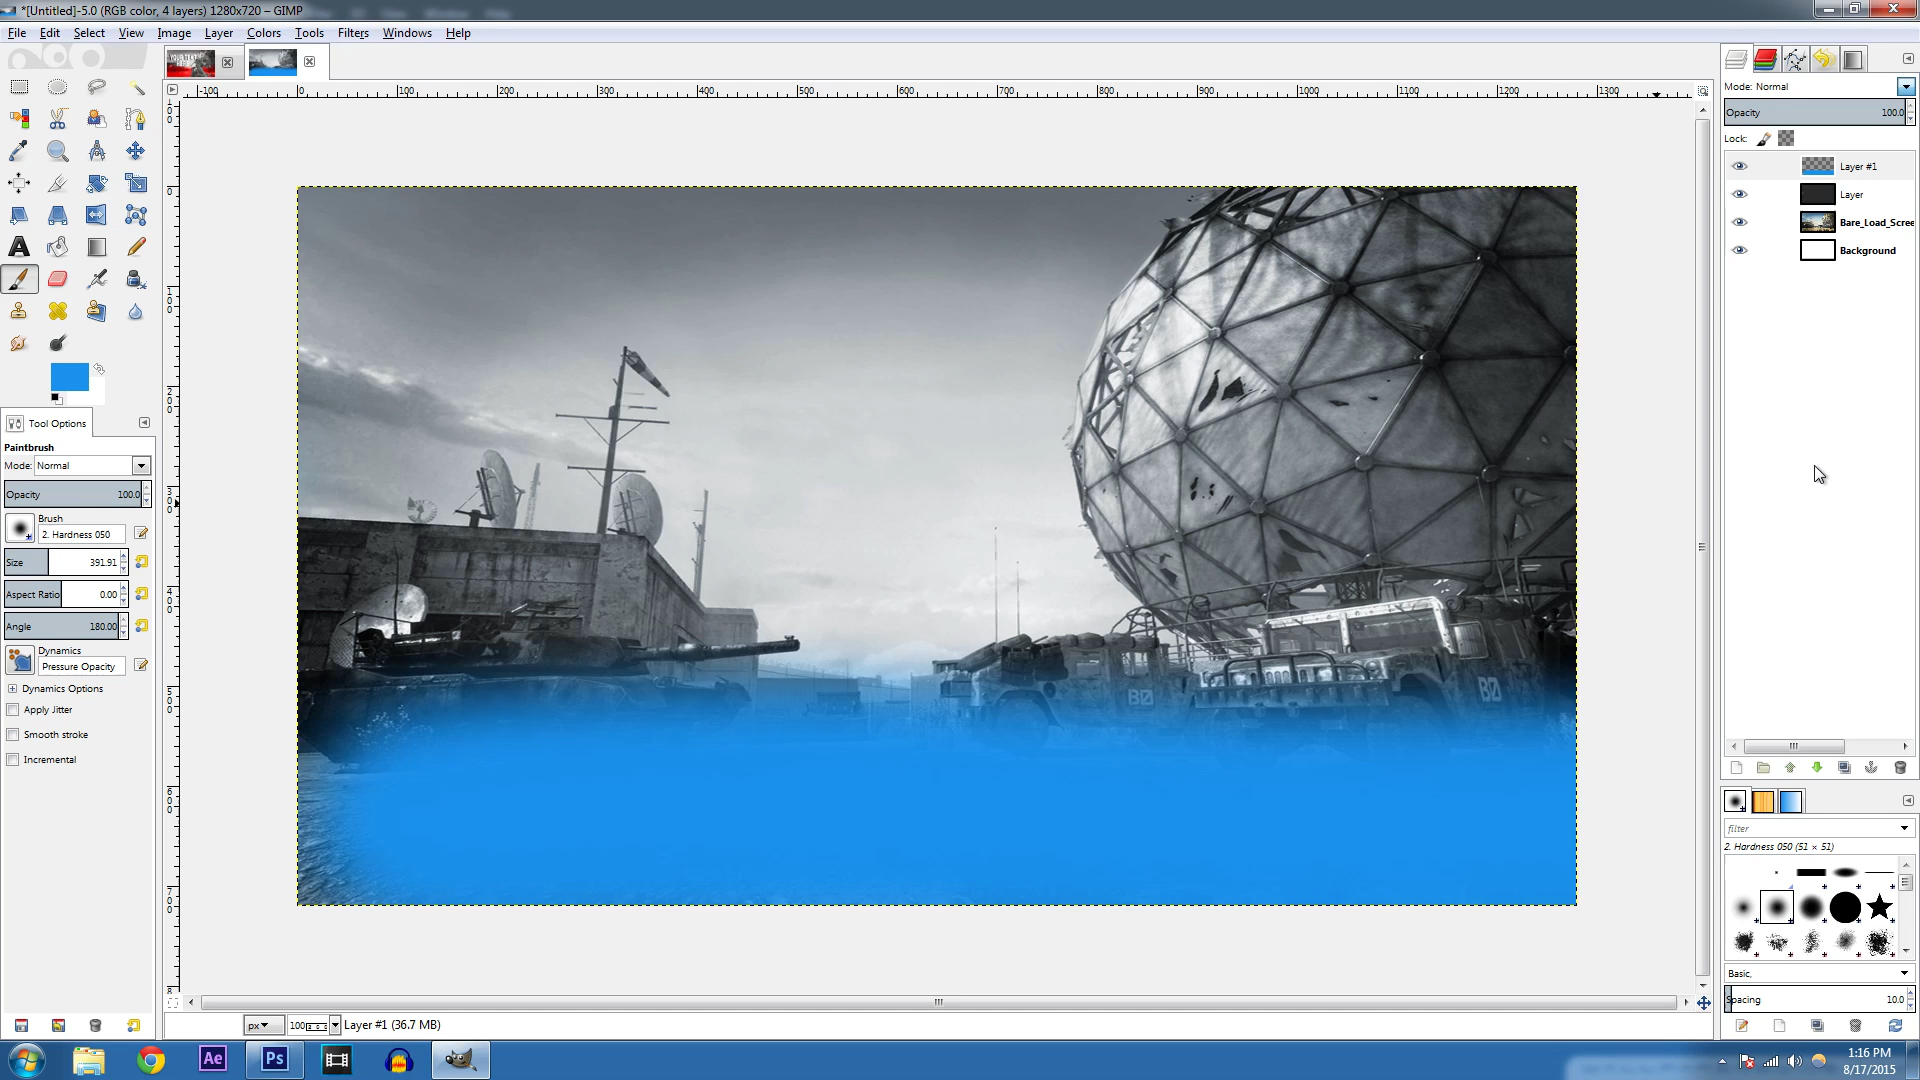 *[Untitled]-5.0 (RGB color, 4 layers) 1280x720 – GIMP
File Edit Select View Image Layer Colors Tools Filters Windows Help
-100 0 100 200 300 400 500 600 700 800 900 1000 1100 1200 1300
Mode: Normal
Opacity 100.0
Lock:
Layer #1
Layer
Bare_Load_Scree
Background
Tool Options
Paintbrush
Mode: Normal
Opacity 100.0
Brush
2. Hardness 050
Size 391.91
Aspect Ratio 0.00
Angle 180.00
Dynamics
Pressure Opacity
Dynamics Options
Apply Jitter
Smooth stroke
Incremental
B0
B0
filter
2. Hardness 050 (51 × 51)
Basic,
Spacing 10.0
px 100 Layer #1 (36.7 MB)
Ae Ps
1:16 PM
8/17/2015